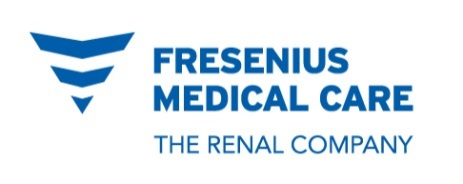 FRESENIUS
MEDICAL CARE
THE RENAL COMPANY